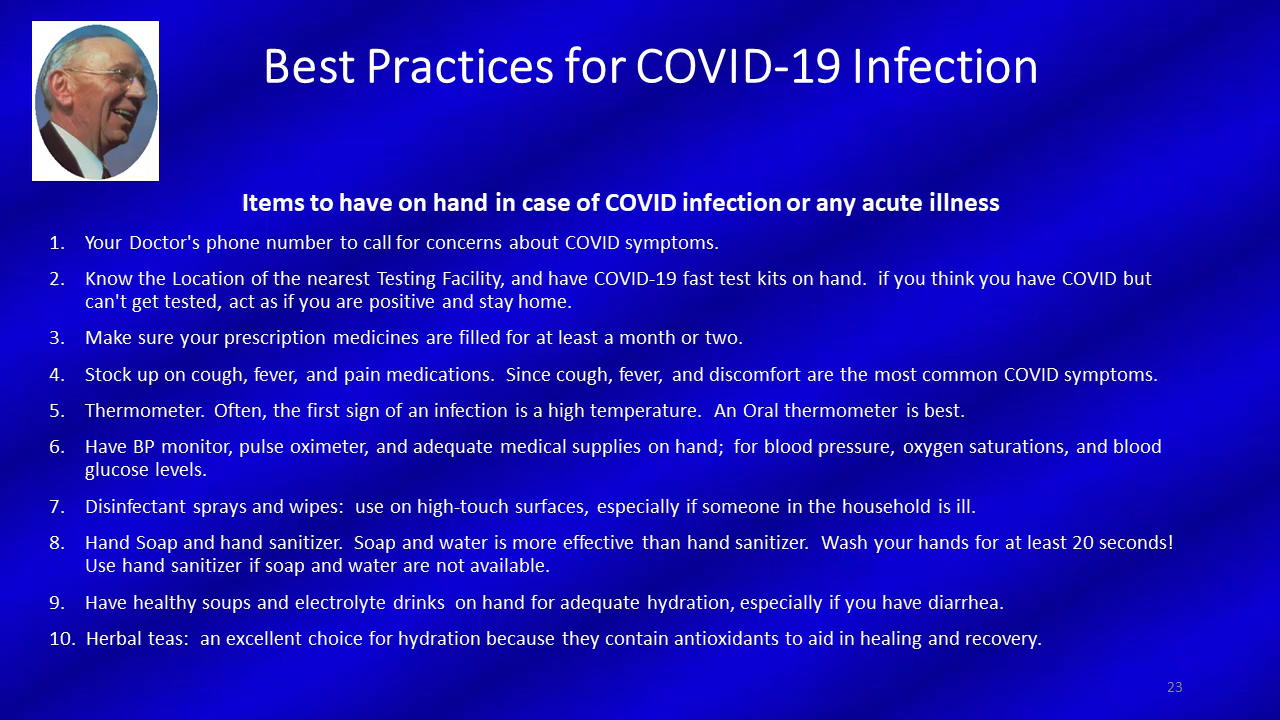 Best Practices for COVID-19 Infection
Items to have on hand in case of COVID infection or any acute illness
1. Your Doctor's phone number to call for concerns about COVID symptoms.
2. Know the Location of the nearest Testing Facility, and have COVID-19 fast test kits on hand.  if you think you have COVID but
can't get tested, act as if you are positive and stay home.
3. Make sure your prescription medicines are filled for at least a month or two.
4. Stock up on cough, fever, and pain medications.  Since cough, fever, and discomfort are the most common COVID symptoms.
5. Thermometer.  Often, the first sign of an infection is a high temperature.  An Oral thermometer is best.
6. Have BP monitor, pulse oximeter, and adequate medical supplies on hand;  for blood pressure, oxygen saturations, and blood
glucose levels.
7. Disinfectant sprays and wipes:  use on high-touch surfaces, especially if someone in the household is ill.
8. Hand Soap and hand sanitizer.  Soap and water is more effective than hand sanitizer.  Wash your hands for at least 20 seconds!
Use hand sanitizer if soap and water are not available.
9. Have healthy soups and electrolyte drinks  on hand for adequate hydration, especially if you have diarrhea.
10. Herbal teas:  an excellent choice for hydration because they contain antioxidants to aid in healing and recovery.
23